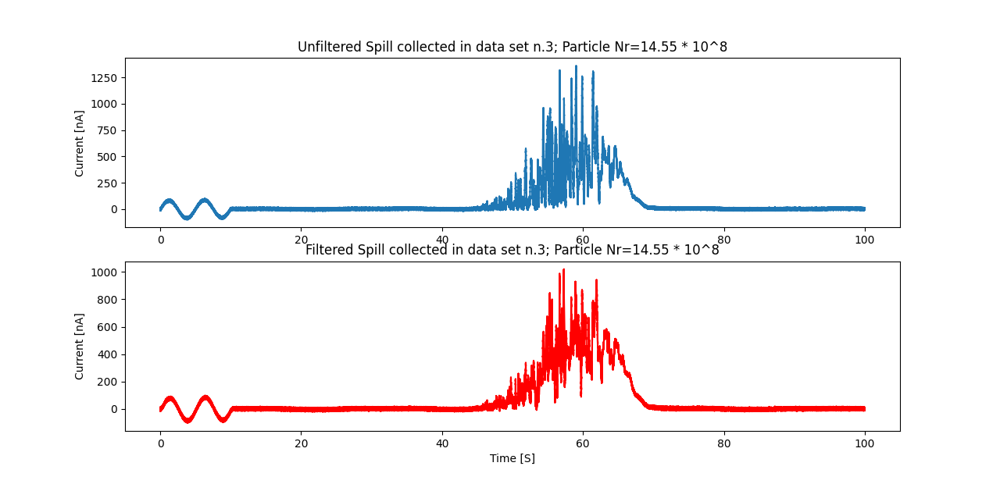 Unfiltered Spill collected in data set n.3; Particle Nr=14.55 * 10^8
Current [nA]
1250
1000
750
500
250
0
0 20 40 60 80 100
Filtered Spill collected in data set n.3; Particle Nr=14.55 * 10^8
Current [nA]
1000
800
600
400
200
0
0 20 40 60 80 100
Time [S]